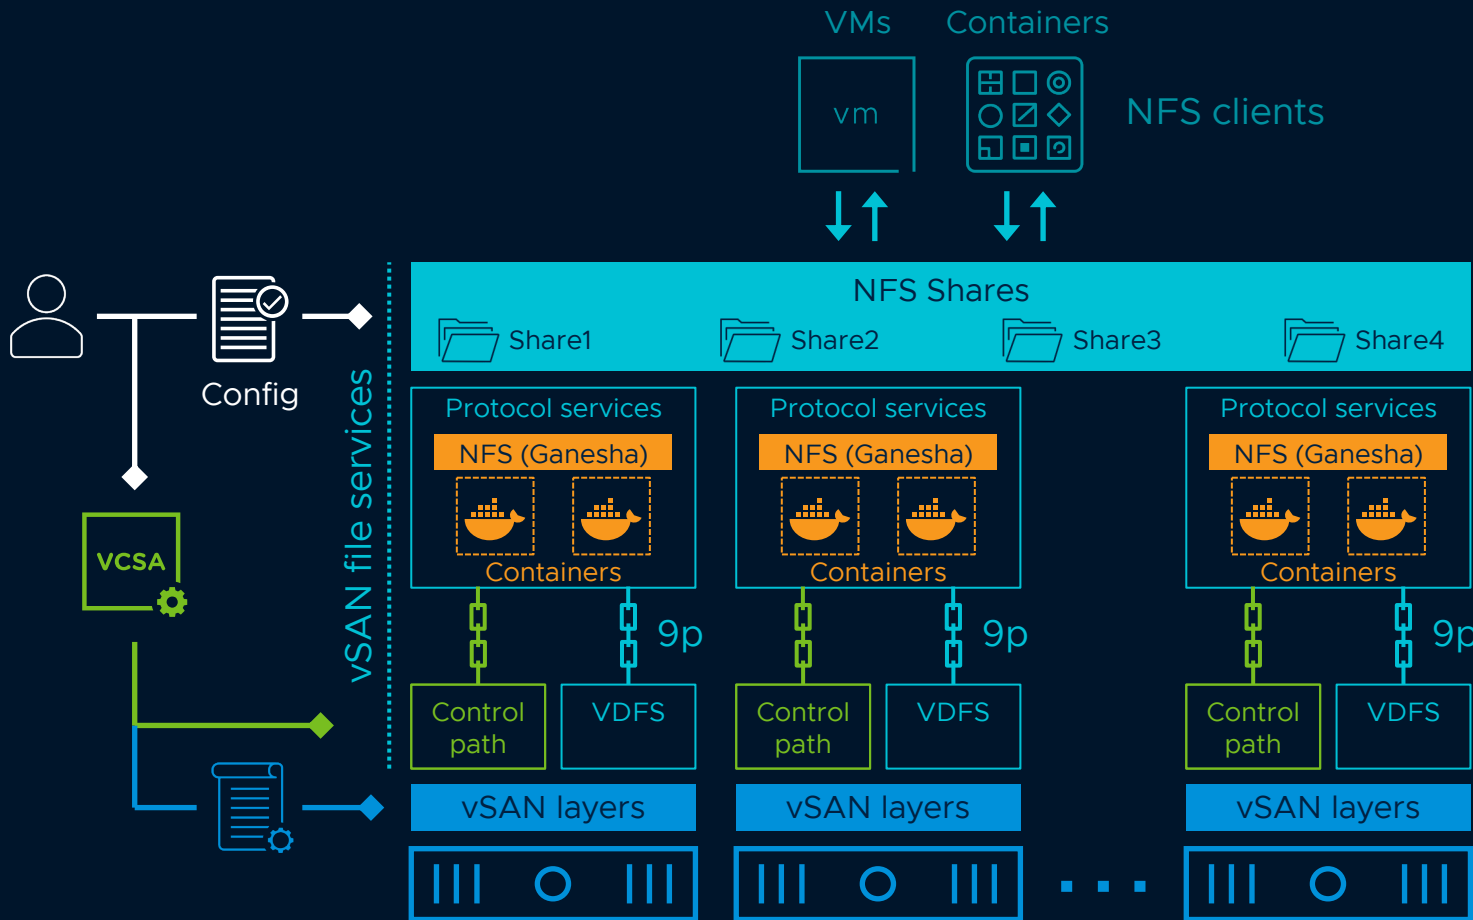 VMs
Containers
vm
NFS clients
NFS Shares
Share1
Share2
Share3
Share4
Config
VCSA
vSAN file services
Protocol services
NFS (Ganesha)
Containers
9p
Control
path
VDFS
vSAN layers
Protocol services
NFS (Ganesha)
Containers
9p
Control
path
VDFS
vSAN layers
Protocol services
NFS (Ganesha)
Containers
9p
Control
path
VDFS
vSAN layers